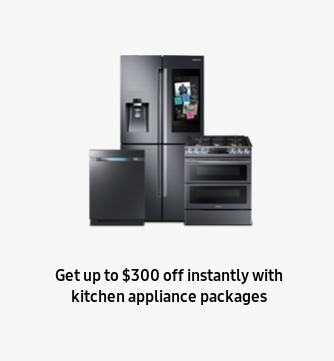 Get up to $300 off instantly with
kitchen appliance packages